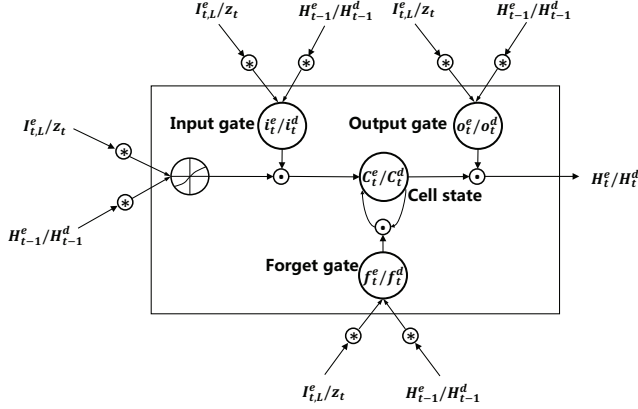 I^e_{t,L}/z_t H^e_{t-1}/H^d_{t-1} I^e_{t,L}/z_t H^e_{t-1}/H^d_{t-1}
* * * *
Input gate i^e_t/i^d_t Output gate o^e_t/o^d_t
I^e_{t,L}/z_t
*
C^e_t/C^d_t H^e_t/H^d_t
Cell state
*
H^e_{t-1}/H^d_{t-1}
Forget gate
f^e_t/f^d_t
* *
I^e_{t,L}/z_t H^e_{t-1}/H^d_{t-1}